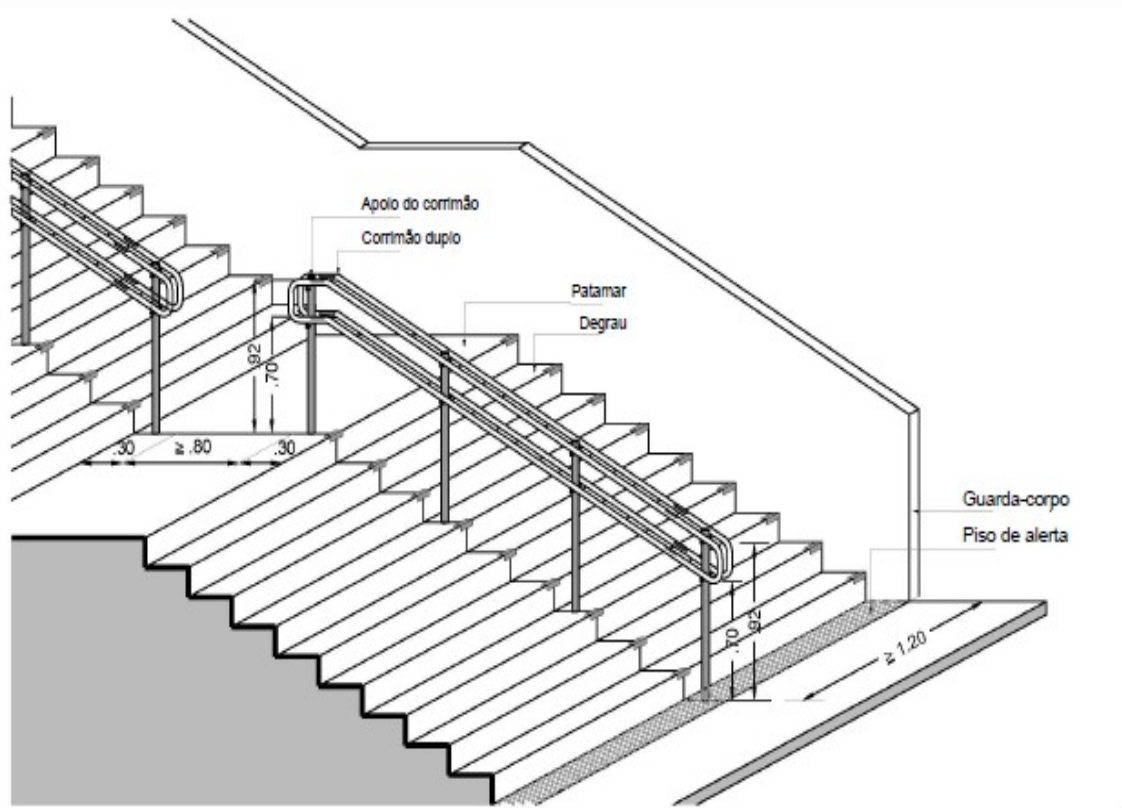 Apoio do corrimão
Corrimão duplo
Patamar
Degrau
.92
.70
.30
≥ .80
.30
Guarda-corpo
Piso de alerta
.70
.92
≥ 1.20